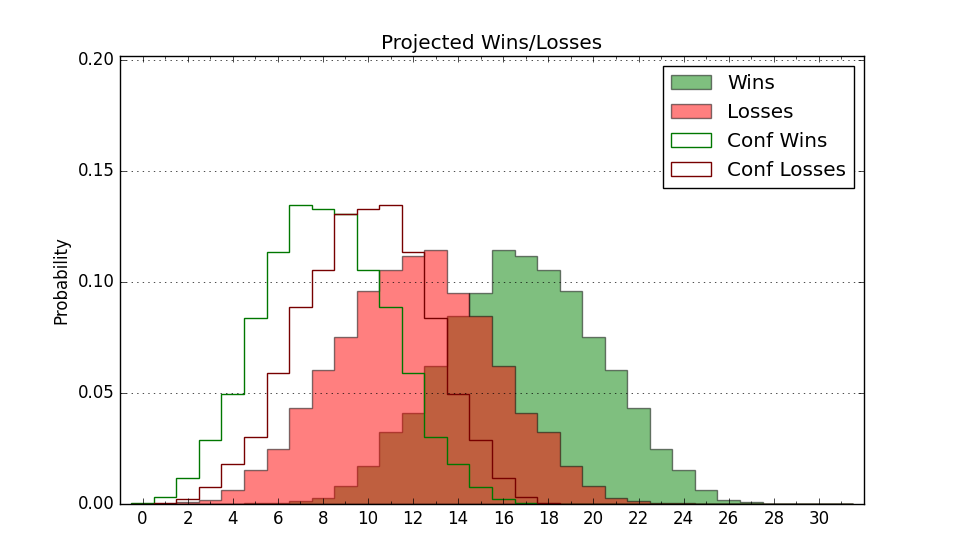 Projected Wins/Losses
0.20
0.15
0.10
0.05
0.00
Probability
Wins
Losses
Conf Wins
Conf Losses
0 2 4 6 8 10 12 14 16 18 20 22 24 26 28 30